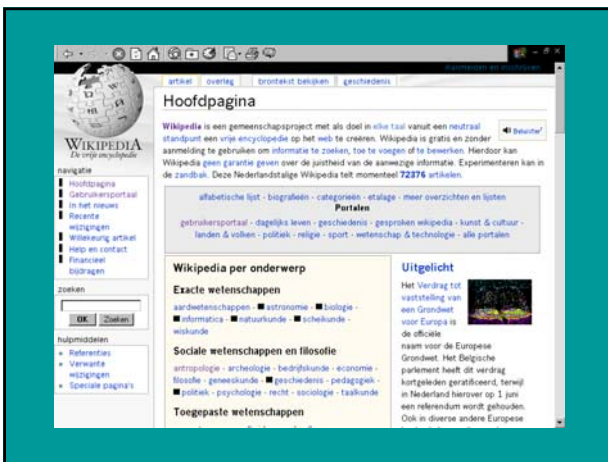 aanmelden en inschrijven
artikel overleg brontekst bekijken geschiedenis
Hoofdpagina
Wikipedia is een gemeenschapsproject met als doel in elke taal vanuit een neutraal
standpunt een vrije encyclopedie op het web te creëren. Wikipedia is gratis en zonder
aanmelding te gebruiken om informatie te zoeken, toe te voegen of te bewerken. Hierdoor kan
Wikipedia geen garantie geven over de juistheid van de aanwezige informatie. Experimenteren kan in
de zandbak. Deze Nederlandstalige Wikipedia telt momenteel 72376 artikelen.
Beluister
WIKIPEDIA
De vrije encyclopedie
navigatie
Hoofdpagina
Gebruikersportaal
In het nieuws
Recente
wijzigingen
Willekeurig artikel
Help en contact
Financieel
bijdragen
zoeken
OK Zoeken
hulpmiddelen
Referenties
Verwante
wijzigingen
Speciale pagina's
alfabetische lijst - biografieën - categorieën - etalage - meer overzichten en lijsten
Portalen
gebruikersportaal - dagelijks leven - geschiedenis - gesproken wikipedia - kunst & cultuur -
landen & volken - politiek - religie - sport - wetenschap & technologie - alle portalen
Wikipedia per onderwerp
Exacte wetenschappen
aardwetenschappen - astronomie - biologie -
informatica - natuurkunde - scheikunde -
wiskunde
Sociale wetenschappen en filosofie
antropologie - archeologie - bedrijfskunde - economie -
filosofie - geneeskunde - geschiedenis - pedagogiek -
politiek - psychologie - recht - sociologie - taalkunde
Toegepaste wetenschappen
Uitgelicht
Het Verdrag tot
vaststelling van
een Grondwet
voor Europa is
de officiële
naam voor de Europese
Grondwet. Het Belgische
parlement heeft dit verdrag
kortgeleden geratificeerd, terwijl
in Nederland hierover op 1 juni
een referendum wordt gehouden.
Ook in diverse andere Europese